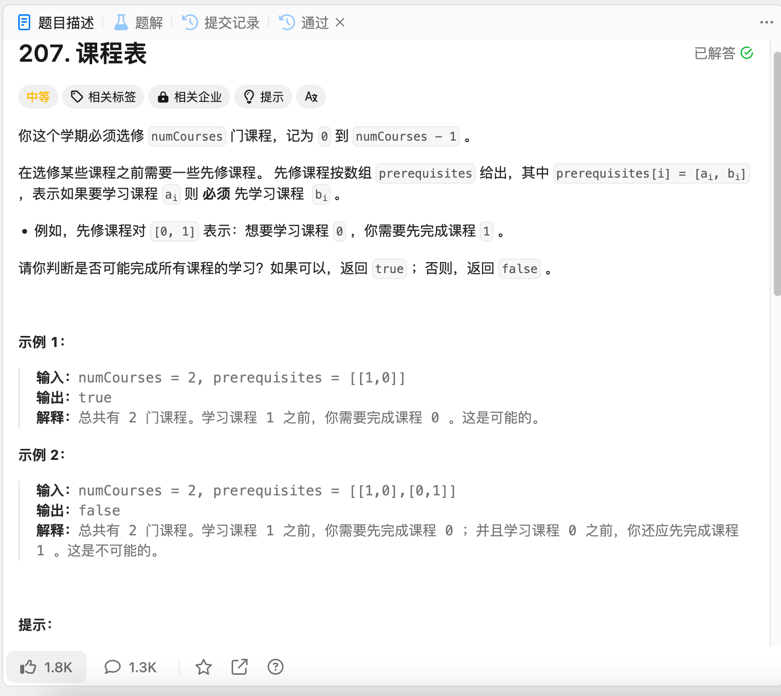 题目描述 题解 提交记录 通过
207. 课程表 已解答
中等 相关标签 相关企业 提示
你这个学期必须选修 numCourses 门课程，记为 0 到 numCourses - 1 。
在选修某些课程之前需要一些先修课程。 先修课程按数组 prerequisites 给出，其中 prerequisites[i] = [aᵢ, bᵢ]
，表示如果要学习课程 aᵢ 则 必须 先学习课程 bᵢ 。
• 例如，先修课程对 [0, 1] 表示：想要学习课程 0 ，你需要先完成课程 1 。
请你判断是否可能完成所有课程的学习？如果可以，返回 true ；否则，返回 false 。
示例 1：
输入：numCourses = 2, prerequisites = [[1,0]]
输出：true
解释：总共有 2 门课程。学习课程 1 之前，你需要完成课程 0 。这是可能的。
示例 2：
输入：numCourses = 2, prerequisites = [[1,0],[0,1]]
输出：false
解释：总共有 2 门课程。学习课程 1 之前，你需要先完成课程 0 ；并且学习课程 0 之前，你还应先完成课程
1 。这是不可能的。
提示：
1.8K 1.3K